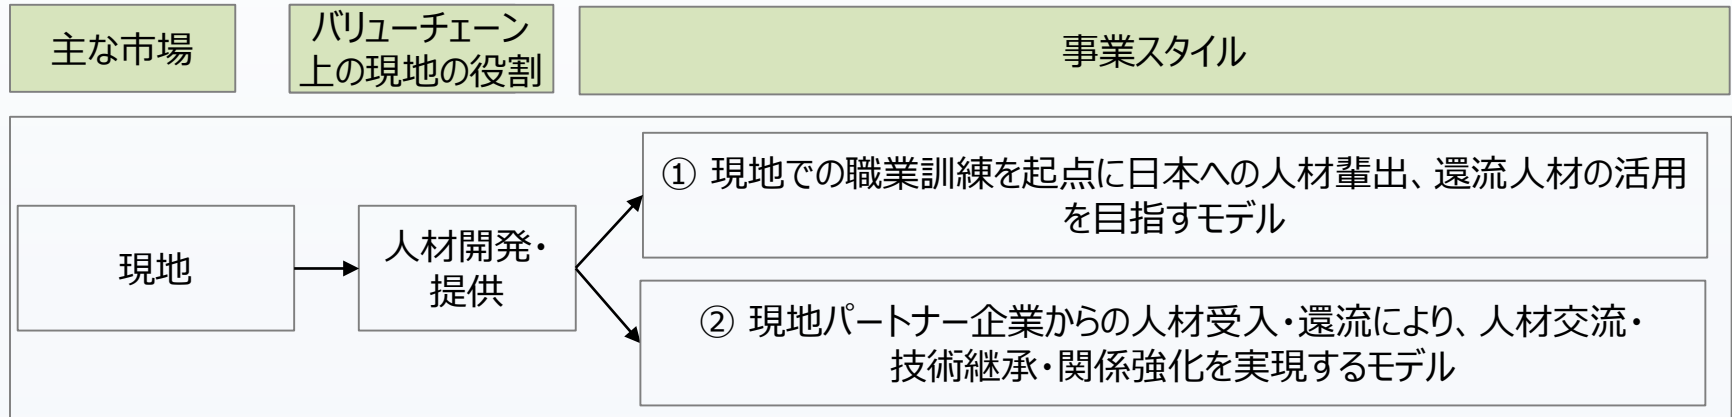 主な市場
バリューチェーン
上の現地の役割
事業スタイル
現地
人材開発・
提供
① 現地での職業訓練を起点に日本への人材輩出、還流人材の活用
を目指すモデル
② 現地パートナー企業からの人材受入・還流により、人材交流・
技術継承・関係強化を実現するモデル